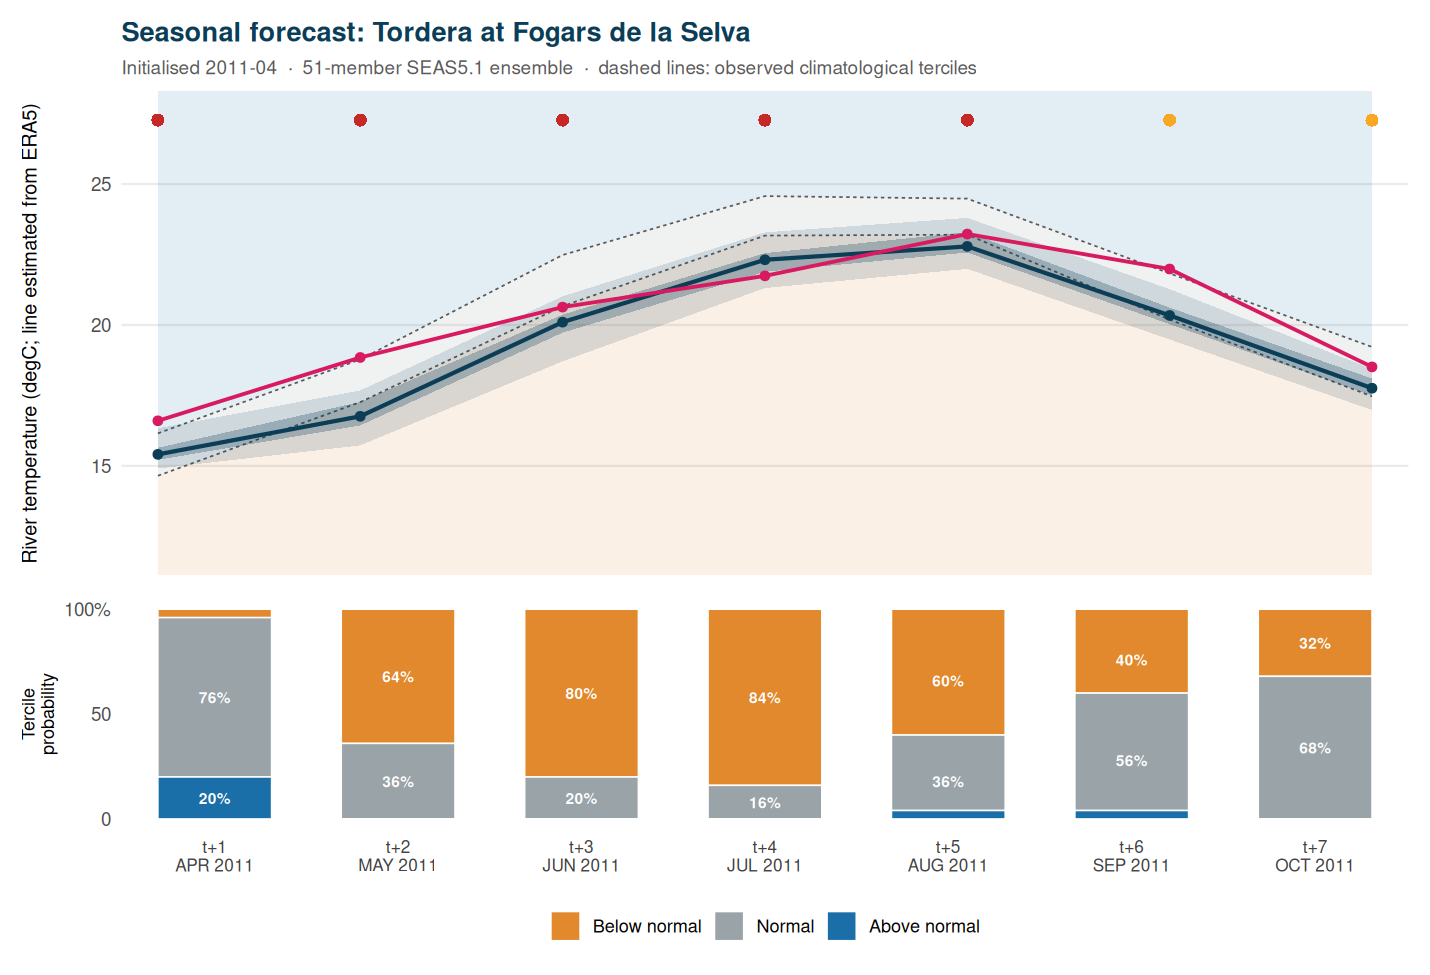 Seasonal forecast: Tordera at Fogars de la Selva
Initialised 2011-04 · 51-member SEAS5.1 ensemble · dashed lines: observed climatological terciles
River temperature (degC; line estimated from ERA5)
25
20
15
100%
50
0
Tercile
probability
76%
20%
64%
36%
80%
20%
84%
16%
60%
36%
40%
56%
32%
68%
t+1
APR 2011
t+2
MAY 2011
t+3
JUN 2011
t+4
JUL 2011
t+5
AUG 2011
t+6
SEP 2011
t+7
OCT 2011
Below normal
Normal
Above normal